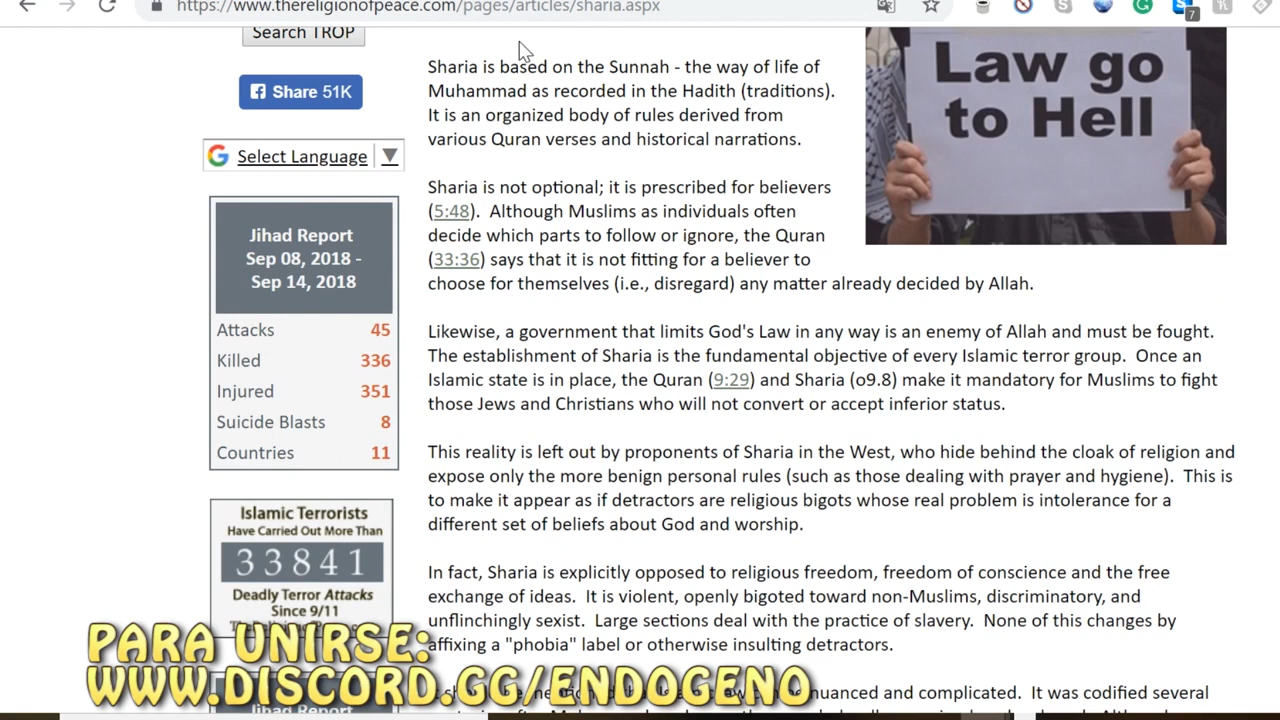 https://www.thereligionofpeace.com/pages/articles/sharia.aspx
7
Search TROP
Share 51K
Select Language
Jihad Report
Sep 08, 2018 -
Sep 14, 2018
Attacks 45
Killed 336
Injured 351
Suicide Blasts 8
Countries 11
Islamic Terrorists
Have Carried Out More Than
33841
Deadly Terror Attacks
Since 9/11
Jihad Report
Law go
to Hell
Sharia is based on the Sunnah - the way of life of
Muhammad as recorded in the Hadith (traditions).
It is an organized body of rules derived from
various Quran verses and historical narrations.
Sharia is not optional; it is prescribed for believers
(5:48).  Although Muslims as individuals often
decide which parts to follow or ignore, the Quran
(33:36) says that it is not fitting for a believer to
choose for themselves (i.e., disregard) any matter already decided by Allah.
Likewise, a government that limits God's Law in any way is an enemy of Allah and must be fought.
The establishment of Sharia is the fundamental objective of every Islamic terror group.  Once an
Islamic state is in place, the Quran (9:29) and Sharia (o9.8) make it mandatory for Muslims to fight
those Jews and Christians who will not convert or accept inferior status.
This reality is left out by proponents of Sharia in the West, who hide behind the cloak of religion and
expose only the more benign personal rules (such as those dealing with prayer and hygiene).  This is
to make it appear as if detractors are religious bigots whose real problem is intolerance for a
different set of beliefs about God and worship.
In fact, Sharia is explicitly opposed to religious freedom, freedom of conscience and the free
exchange of ideas.  It is violent, openly bigoted toward non-Muslims, discriminatory, and
unflinchingly sexist.  Large sections deal with the practice of slavery.  None of this changes by
affixing a "phobia" label or otherwise insulting detractors.
nuanced and complicated.  It was codified several
PARA UNIRSE:
WWW.DISCORD.GG/ENDOGENO